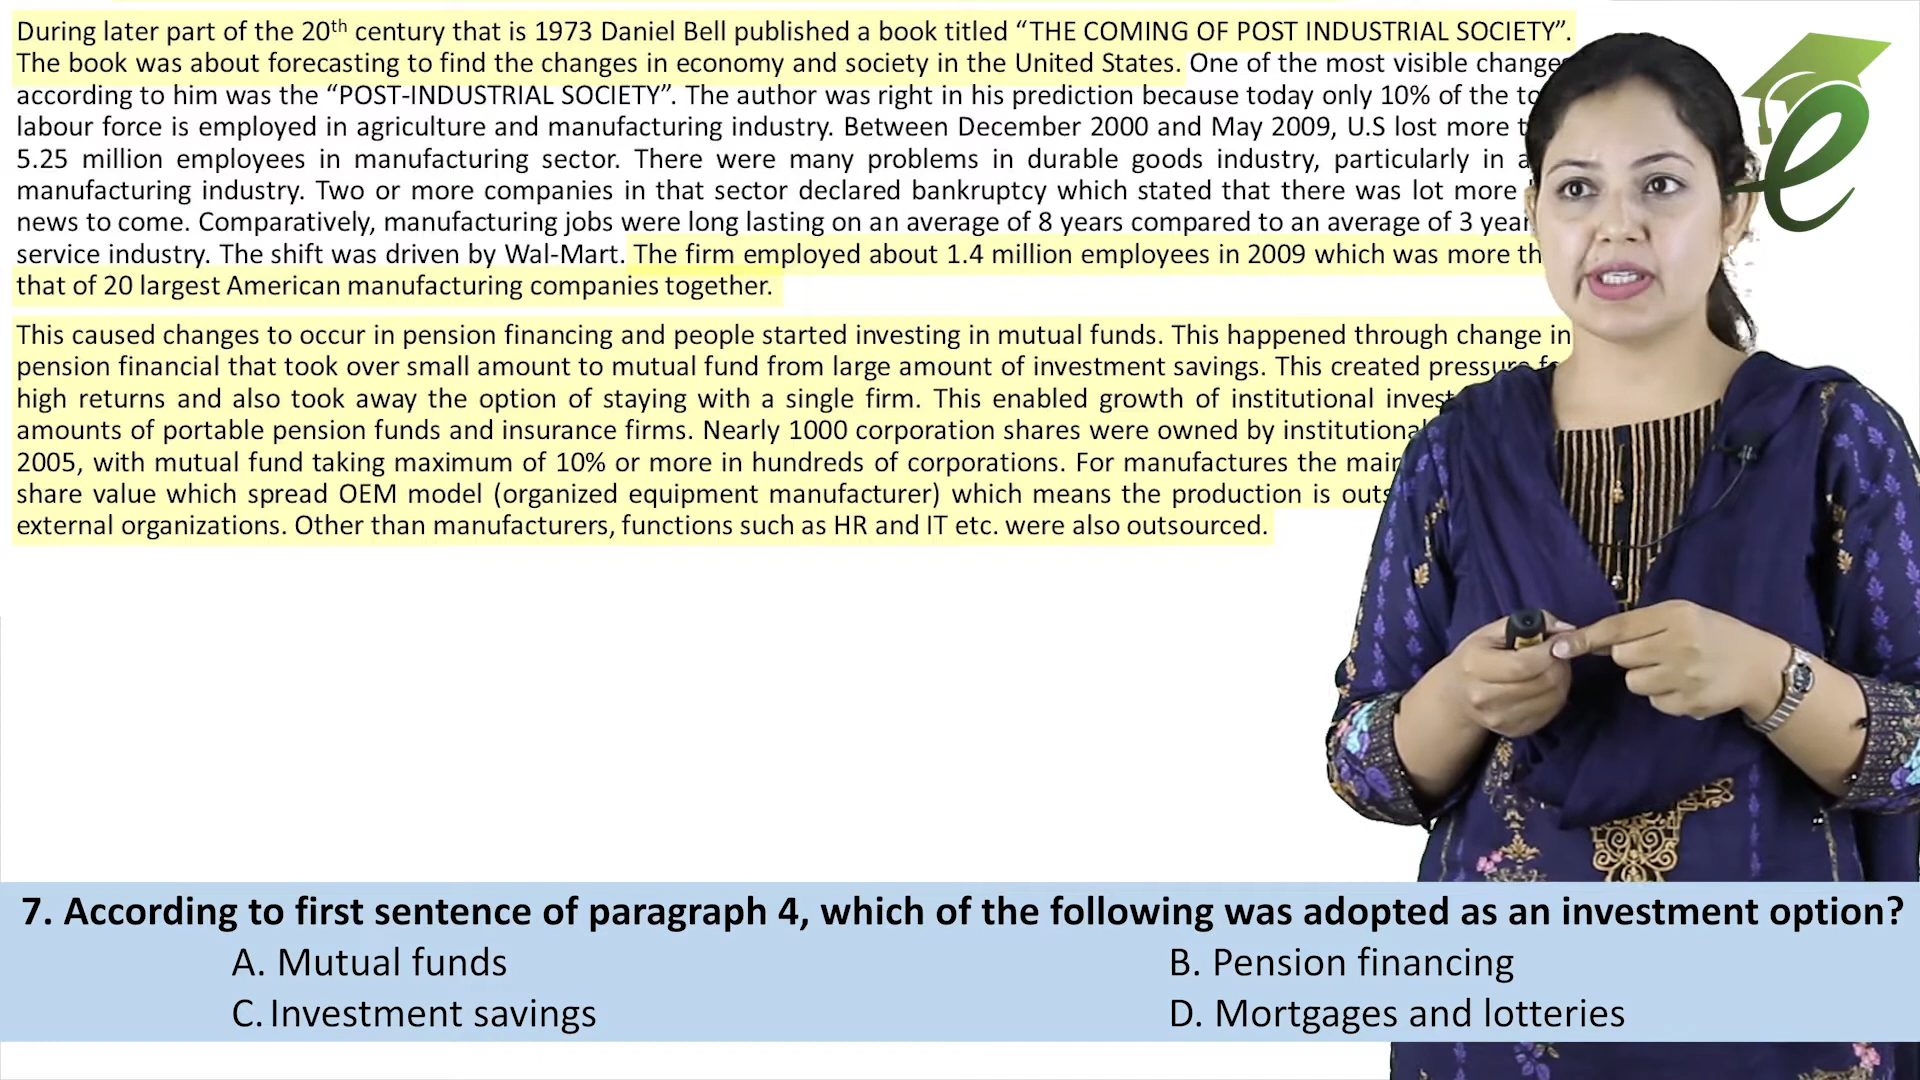 During later part of the 20th century that is 1973 Daniel Bell published a book titled “THE COMING OF POST INDUSTRIAL SOCIETY”.
The book was about forecasting to find the changes in economy and society in the United States. One of the most visible
according to him was the “POST-INDUSTRIAL SOCIETY”. The author was right in his prediction because today only 10% of the
labour force is employed in agriculture and manufacturing industry. Between December 2000 and May 2009, U.S lost more
5.25 million employees in manufacturing sector. There were many problems in durable goods industry, particularly in
manufacturing industry. Two or more companies in that sector declared bankruptcy which stated that there was lot more
news to come. Comparatively, manufacturing jobs were long lasting on an average of 8 years compared to an average of 3
service industry. The shift was driven by Wal-Mart. The firm employed about 1.4 million employees in 2009 which was more
that of 20 largest American manufacturing companies together.
This caused changes to occur in pension financing and people started investing in mutual funds. This happened through change in
pension financial that took over small amount to mutual fund from large amount of investment savings. This created pressure
high returns and also took away the option of staying with a single firm. This enabled growth of institutional
amounts of portable pension funds and insurance firms. Nearly 1000 corporation shares were owned by institutional
2005, with mutual fund taking maximum of 10% or more in hundreds of corporations. For manufactures the
share value which spread OEM model (organized equipment manufacturer) which means the production is
external organizations. Other than manufacturers, functions such as HR and IT etc. were also outsourced.
7. According to first sentence of paragraph 4, which of the following was adopted as an investment option?
A. Mutual funds B. Pension financing
C. Investment savings D. Mortgages and lotteries